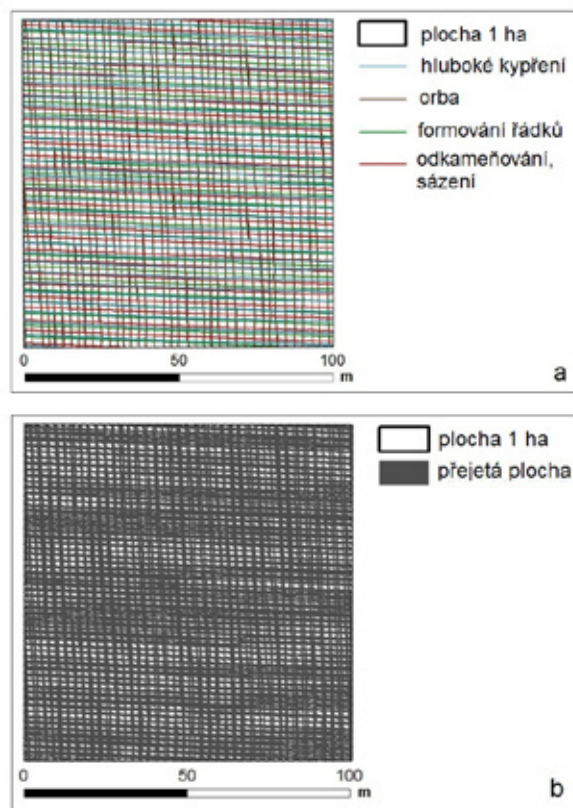 plocha 1 ha
hluboké kypření
orba
formování řádků
odkameňování,
sázení
0 50 100
m
a
plocha 1 ha
přejetá plocha
0 50 100
m
b